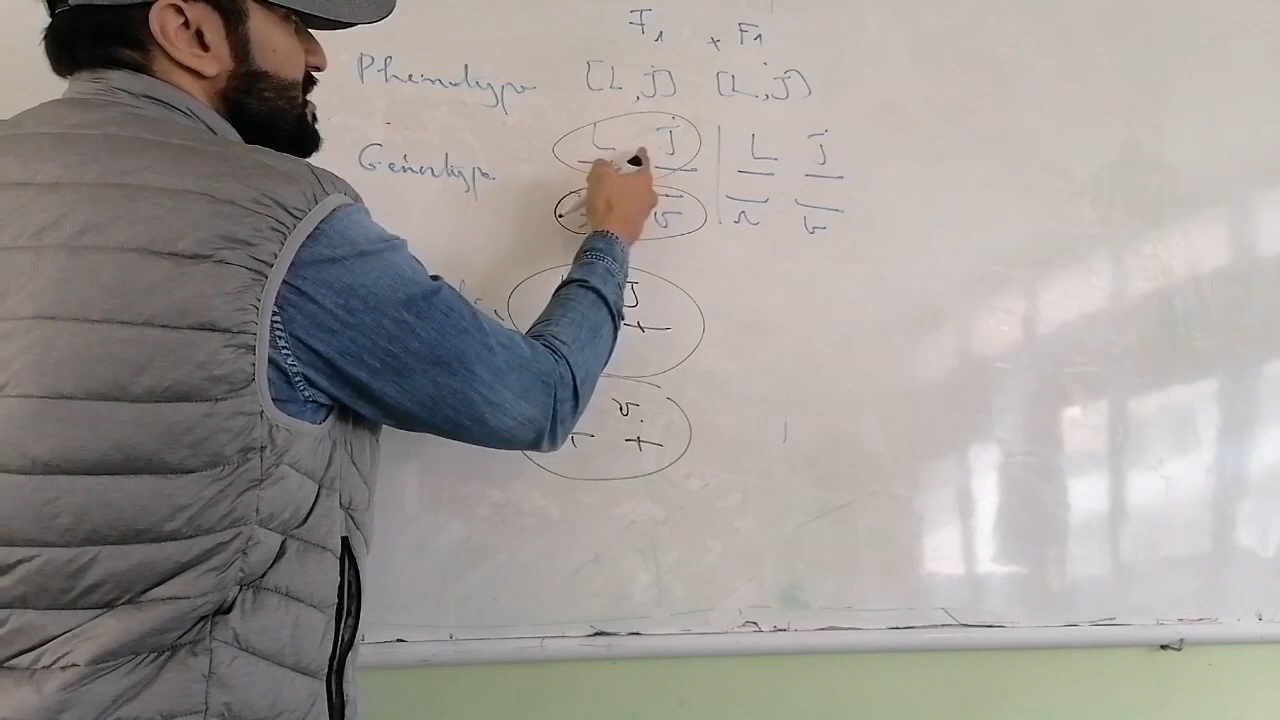 F1 x F1
Phénotype [L,j] [L,j]
Génotype L j | L j
v | r v
j
v